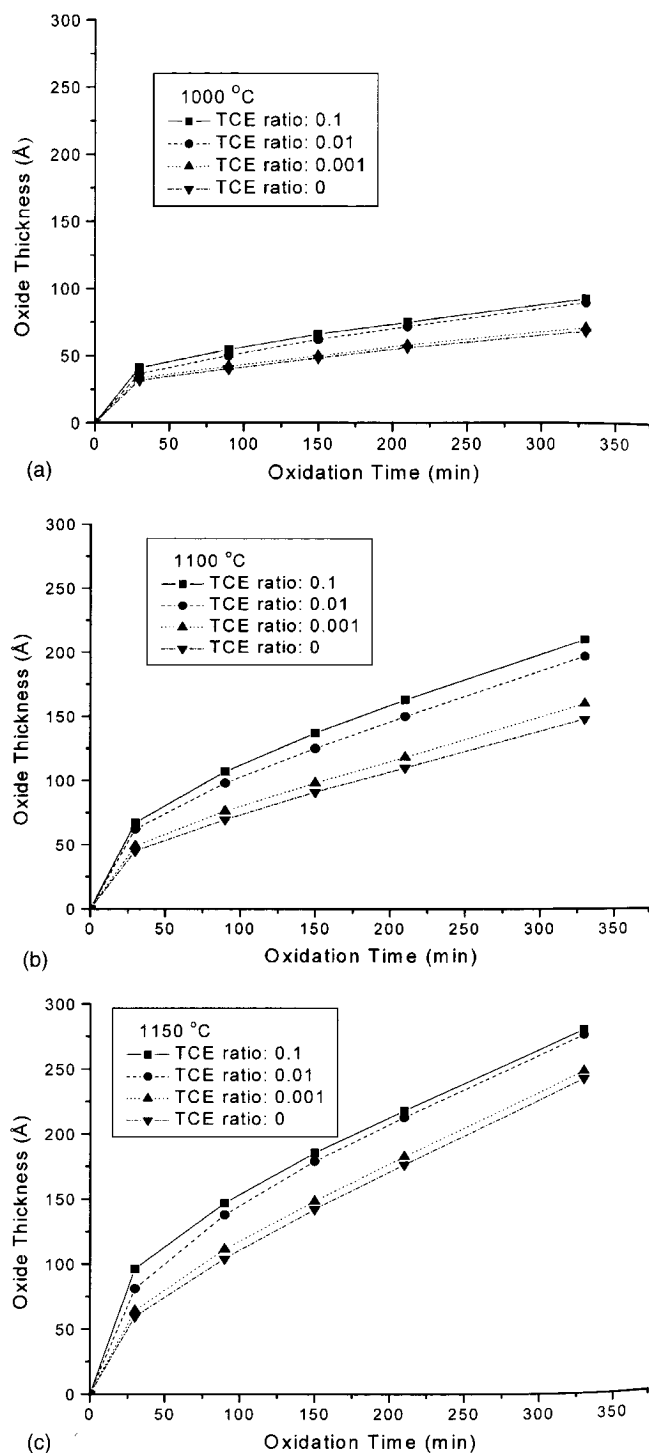 300
250
200
150
100
50
0
Oxide Thickness (Å)
1000 °C
TCE ratio: 0.1
TCE ratio: 0.01
TCE ratio: 0.001
TCE ratio: 0
0 50 100 150 200 250 300 350
Oxidation Time (min)
(a)
300
250
200
150
100
50
0
Oxide Thickness (Å)
1100 °C
TCE ratio: 0.1
TCE ratio: 0.01
TCE ratio: 0.001
TCE ratio: 0
0 50 100 150 200 250 300 350
Oxidation Time (min)
(b)
300
250
200
150
100
50
0
Oxide Thickness (Å)
1150 °C
TCE ratio: 0.1
TCE ratio: 0.01
TCE ratio: 0.001
TCE ratio: 0
0 50 100 150 200 250 300 350
Oxidation Time (min)
(c)